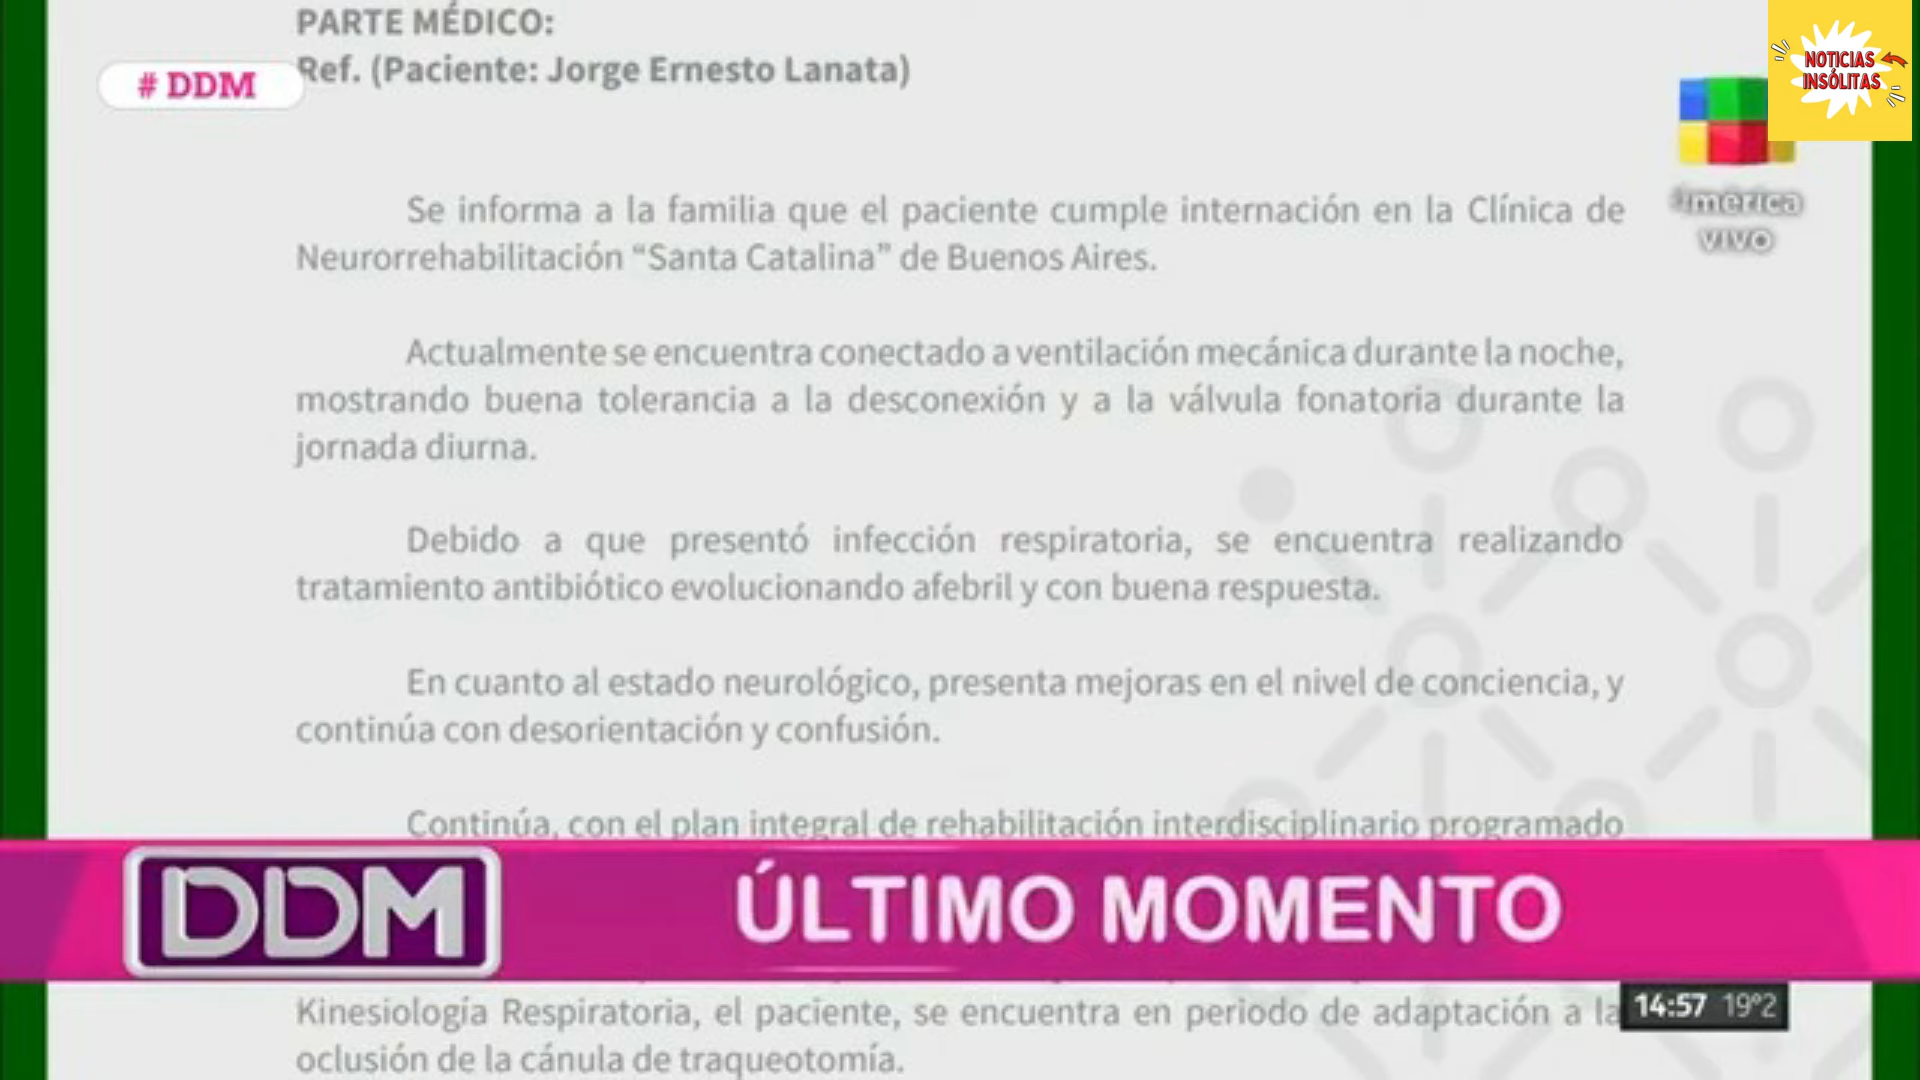 PARTE MÉDICO:
Ref. (Paciente: Jorge Ernesto Lanata)
# DDM
NOTICIAS
INSÓLITAS
América
VIVO
Se informa a la familia que el paciente cumple internación en la Clínica de
Neurorrehabilitación “Santa Catalina” de Buenos Aires.
Actualmente se encuentra conectado a ventilación mecánica durante la noche,
mostrando buena tolerancia a la desconexión y a la válvula fonatoria durante la
jornada diurna.
Debido a que presentó infección respiratoria, se encuentra realizando
tratamiento antibiótico evolucionando afebril y con buena respuesta.
En cuanto al estado neurológico, presenta mejoras en el nivel de conciencia, y
continúa con desorientación y confusión.
Continúa, con el plan integral de rehabilitación interdisciplinario programado
DDM
ÚLTIMO MOMENTO
Kinesiología Respiratoria, el paciente, se encuentra en periodo de adaptación a la
oclusión de la cánula de traqueotomía.
14:57 19º2